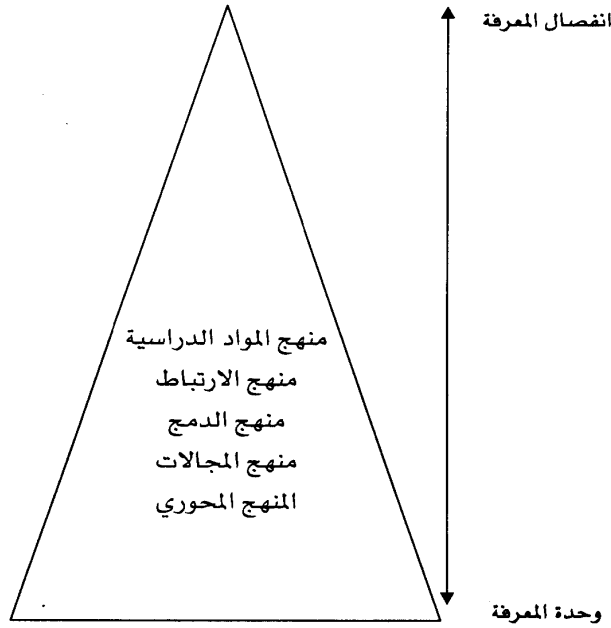 انفصال المعرفة
منهج المواد الدراسية
منهج الارتباط
منهج الدمج
منهج المجالات
المنهج المحوري
وحدة المعرفة